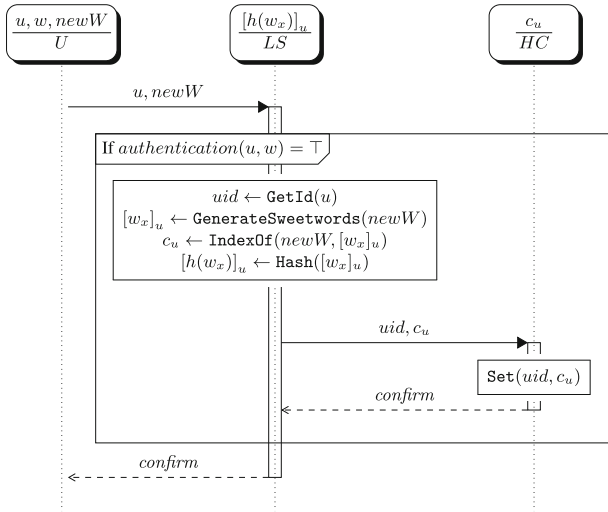 u, w, newW
U
[h(w_x)]_u
LS
c_u
HC
u, newW
If authentication(u, w) = ⊤
uid ← GetId(u)
[w_x]_u ← GenerateSweetwords(newW)
c_u ← IndexOf(newW, [w_x]_u)
[h(w_x)]_u ← Hash([w_x]_u)
uid, c_u
Set(uid, c_u)
confirm
confirm